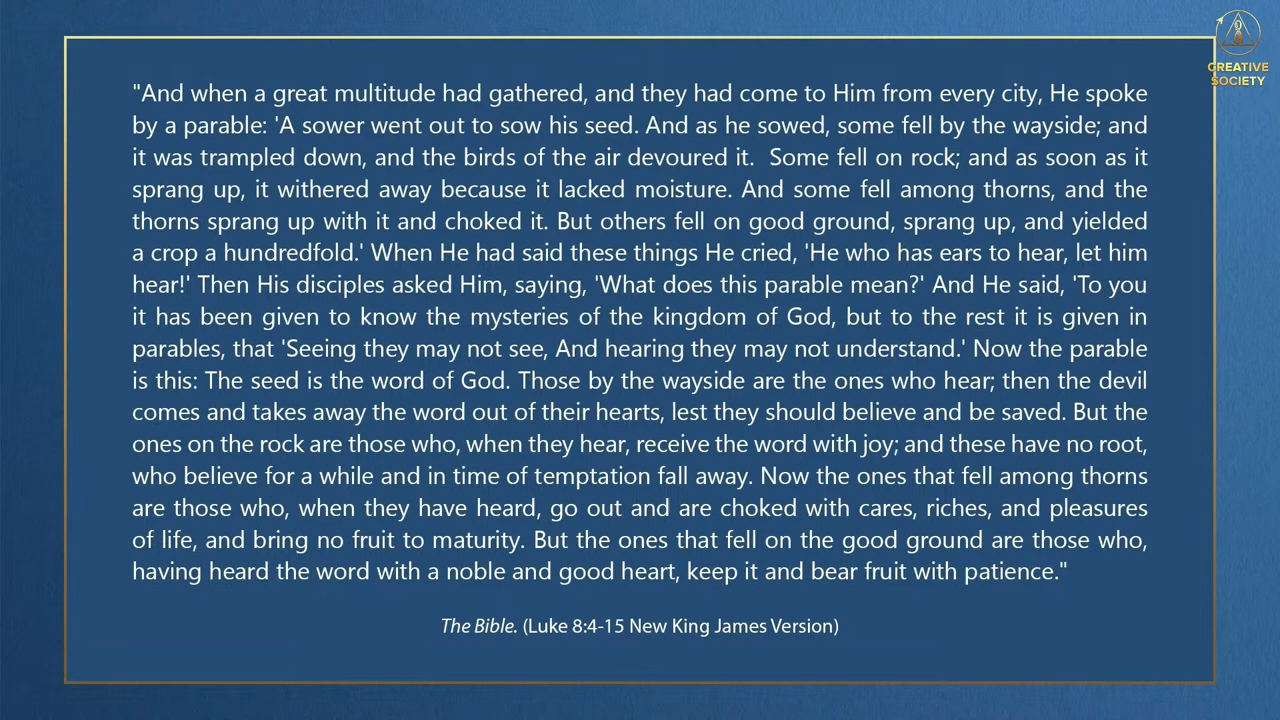 CREATIVE
SOCIETY
"And when a great multitude had gathered, and they had come to Him from every city, He spoke
by a parable: 'A sower went out to sow his seed. And as he sowed, some fell by the wayside; and
it was trampled down, and the birds of the air devoured it.  Some fell on rock; and as soon as it
sprang up, it withered away because it lacked moisture. And some fell among thorns, and the
thorns sprang up with it and choked it. But others fell on good ground, sprang up, and yielded
a crop a hundredfold.' When He had said these things He cried, 'He who has ears to hear, let him
hear!' Then His disciples asked Him, saying, 'What does this parable mean?' And He said, 'To you
it has been given to know the mysteries of the kingdom of God, but to the rest it is given in
parables, that 'Seeing they may not see, And hearing they may not understand.' Now the parable
is this: The seed is the word of God. Those by the wayside are the ones who hear; then the devil
comes and takes away the word out of their hearts, lest they should believe and be saved. But the
ones on the rock are those who, when they hear, receive the word with joy; and these have no root,
who believe for a while and in time of temptation fall away. Now the ones that fell among thorns
are those who, when they have heard, go out and are choked with cares, riches, and pleasures
of life, and bring no fruit to maturity. But the ones that fell on the good ground are those who,
having heard the word with a noble and good heart, keep it and bear fruit with patience."
The Bible. (Luke 8:4-15 New King James Version)